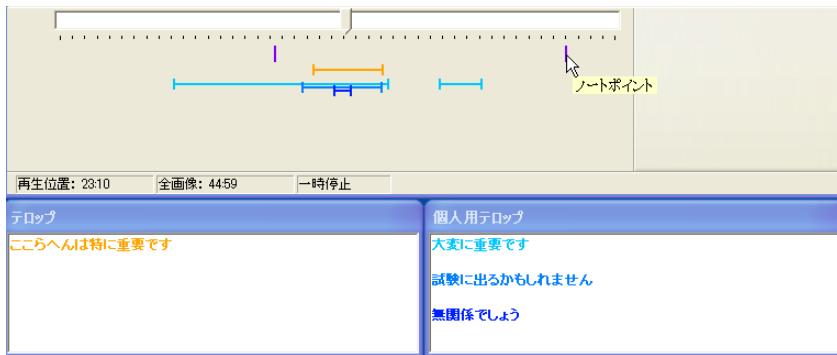 ノートポイント
再生位置: 23:10
全画像: 44:59
一時停止
テロップ
個人用テロップ
ここらへんは特に重要です
大変に重要です
試験に出るかもしれません
無関係でしょう